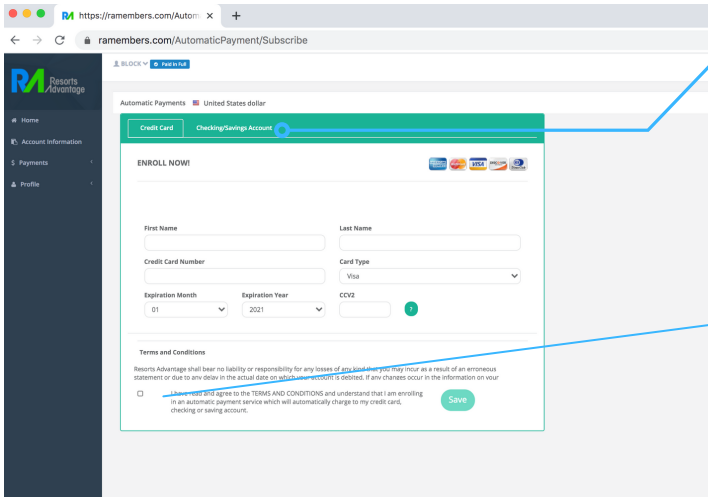 https://ramembers.com/Autom
ramembers.com/AutomaticPayment/Subscribe
BLOCK Paid in Full
RA Resorts Advantage
Home
Account Information
$ Payments
Profile
Automatic Payments United States dollar
Credit Card Checking/Savings Account
ENROLL NOW!
VISA
First Name Last Name
Credit Card Number Card Type
Visa
Expiration Month Expiration Year CCV2
01 2021 ?
Terms and Conditions
Resorts Advantage shall bear no liability or responsibility for any losses of any kind that you may incur as a result of an erroneous
statement or due to any delay in the actual date on which your account is debited. If any changes occur in the information on your
I have read and agree to the TERMS AND CONDITIONS and understand that I am enrolling
in an automatic payment service which will automatically charge to my credit card,
checking or saving account.
Save